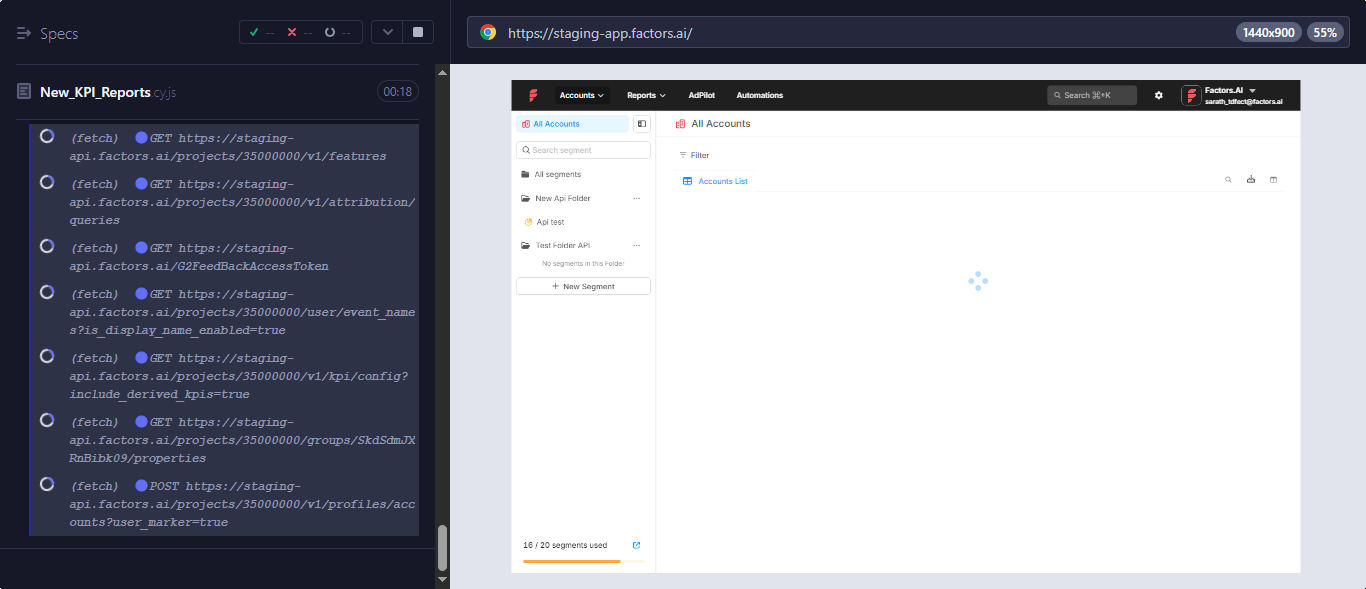 Specs
-- -- --
New_KPI_Reports cy.js
00:18
(fetch) GET https://staging-
api.factors.ai/projects/35000000/v1/features
(fetch) GET https://staging-
api.factors.ai/projects/35000000/v1/attribution/
queries
(fetch) GET https://staging-
api.factors.ai/G2FeedBackAccessToken
(fetch) GET https://staging-
api.factors.ai/projects/35000000/user/event_name
s?is_display_name_enabled=true
(fetch) GET https://staging-
api.factors.ai/projects/35000000/v1/kpi/config?
include_derived_kpis=true
(fetch) GET https://staging-
api.factors.ai/projects/35000000/groups/SkdSdmJX
RnBibk09/properties
(fetch) POST https://staging-
api.factors.ai/projects/35000000/v1/profiles/acc
ounts?user_marker=true
https://staging-app.factors.ai/
1440x900 55%
Accounts Reports AdPilot Automations
Search ⌘+K
Factors.AI
sarath_tdfect@factors.ai
All Accounts
Search segment
All segments
New Api Folder ...
Api test
Test Folder API ...
No segments in this Folder
+ New Segment
16 / 20 segments used
All Accounts
Filter
Accounts List